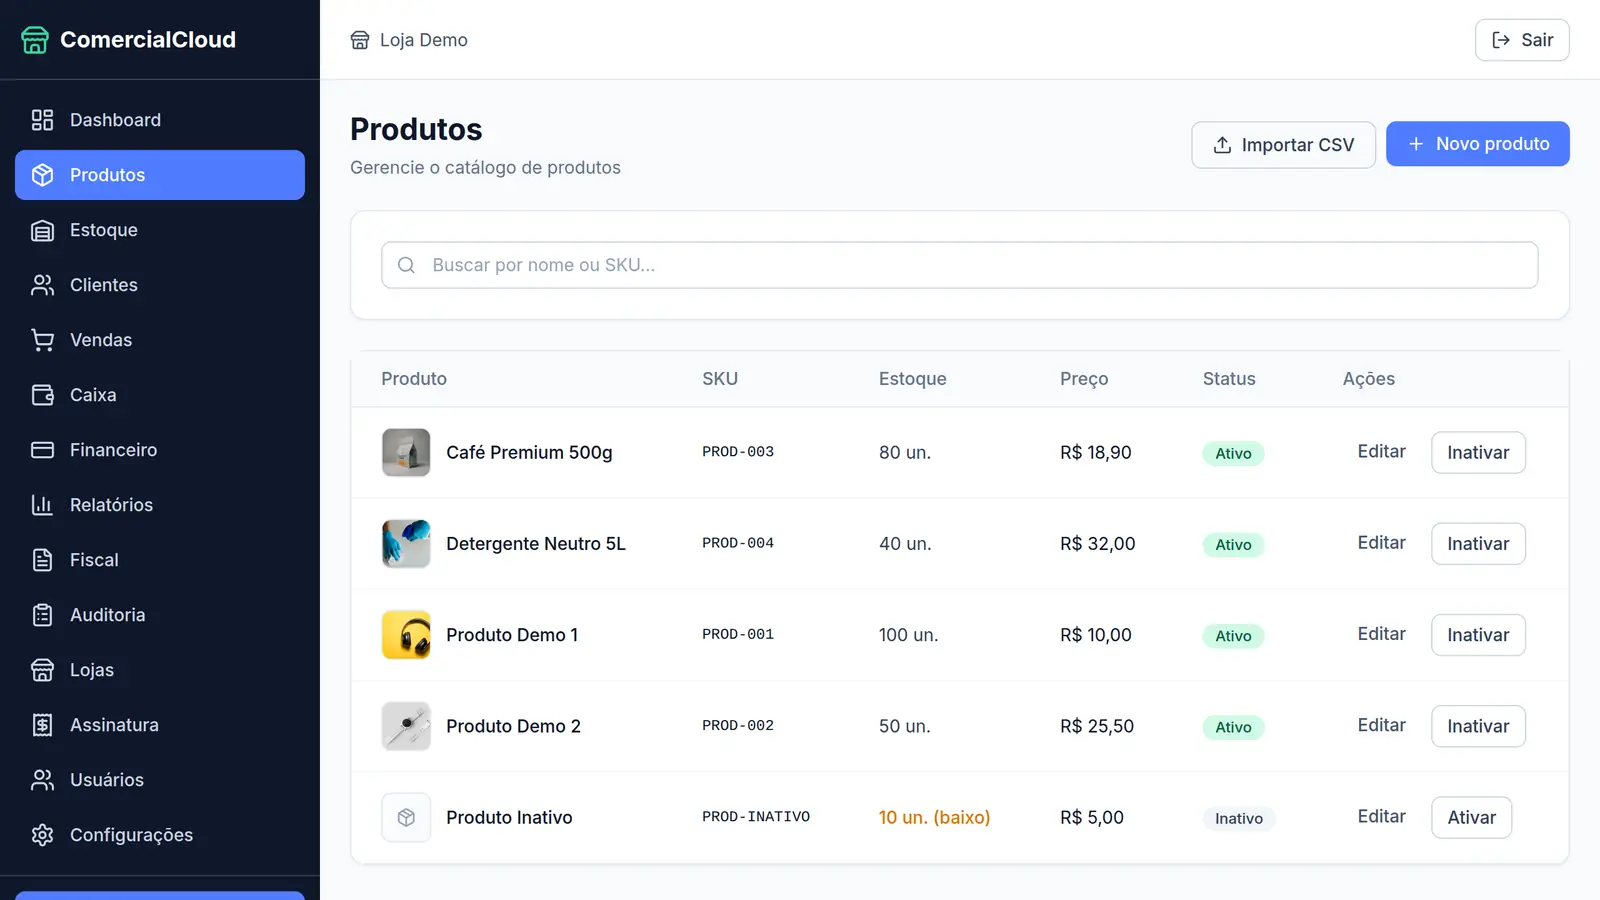 ComercialCloud
Loja Demo
Sair
Dashboard
Produtos
Estoque
Clientes
Vendas
Caixa
Financeiro
Relatórios
Fiscal
Auditoria
Lojas
Assinatura
Usuários
Configurações
Produtos
Gerencie o catálogo de produtos
Importar CSV
Novo produto
Buscar por nome ou SKU...
Produto SKU Estoque Preço Status Ações
Café Premium 500g PROD-003 80 un. R$ 18,90 Ativo Editar Inativar
Detergente Neutro 5L PROD-004 40 un. R$ 32,00 Ativo Editar Inativar
Produto Demo 1 PROD-001 100 un. R$ 10,00 Ativo Editar Inativar
Produto Demo 2 PROD-002 50 un. R$ 25,50 Ativo Editar Inativar
Produto Inativo PROD-INATIVO 10 un. (baixo) R$ 5,00 Inativo Editar Ativar